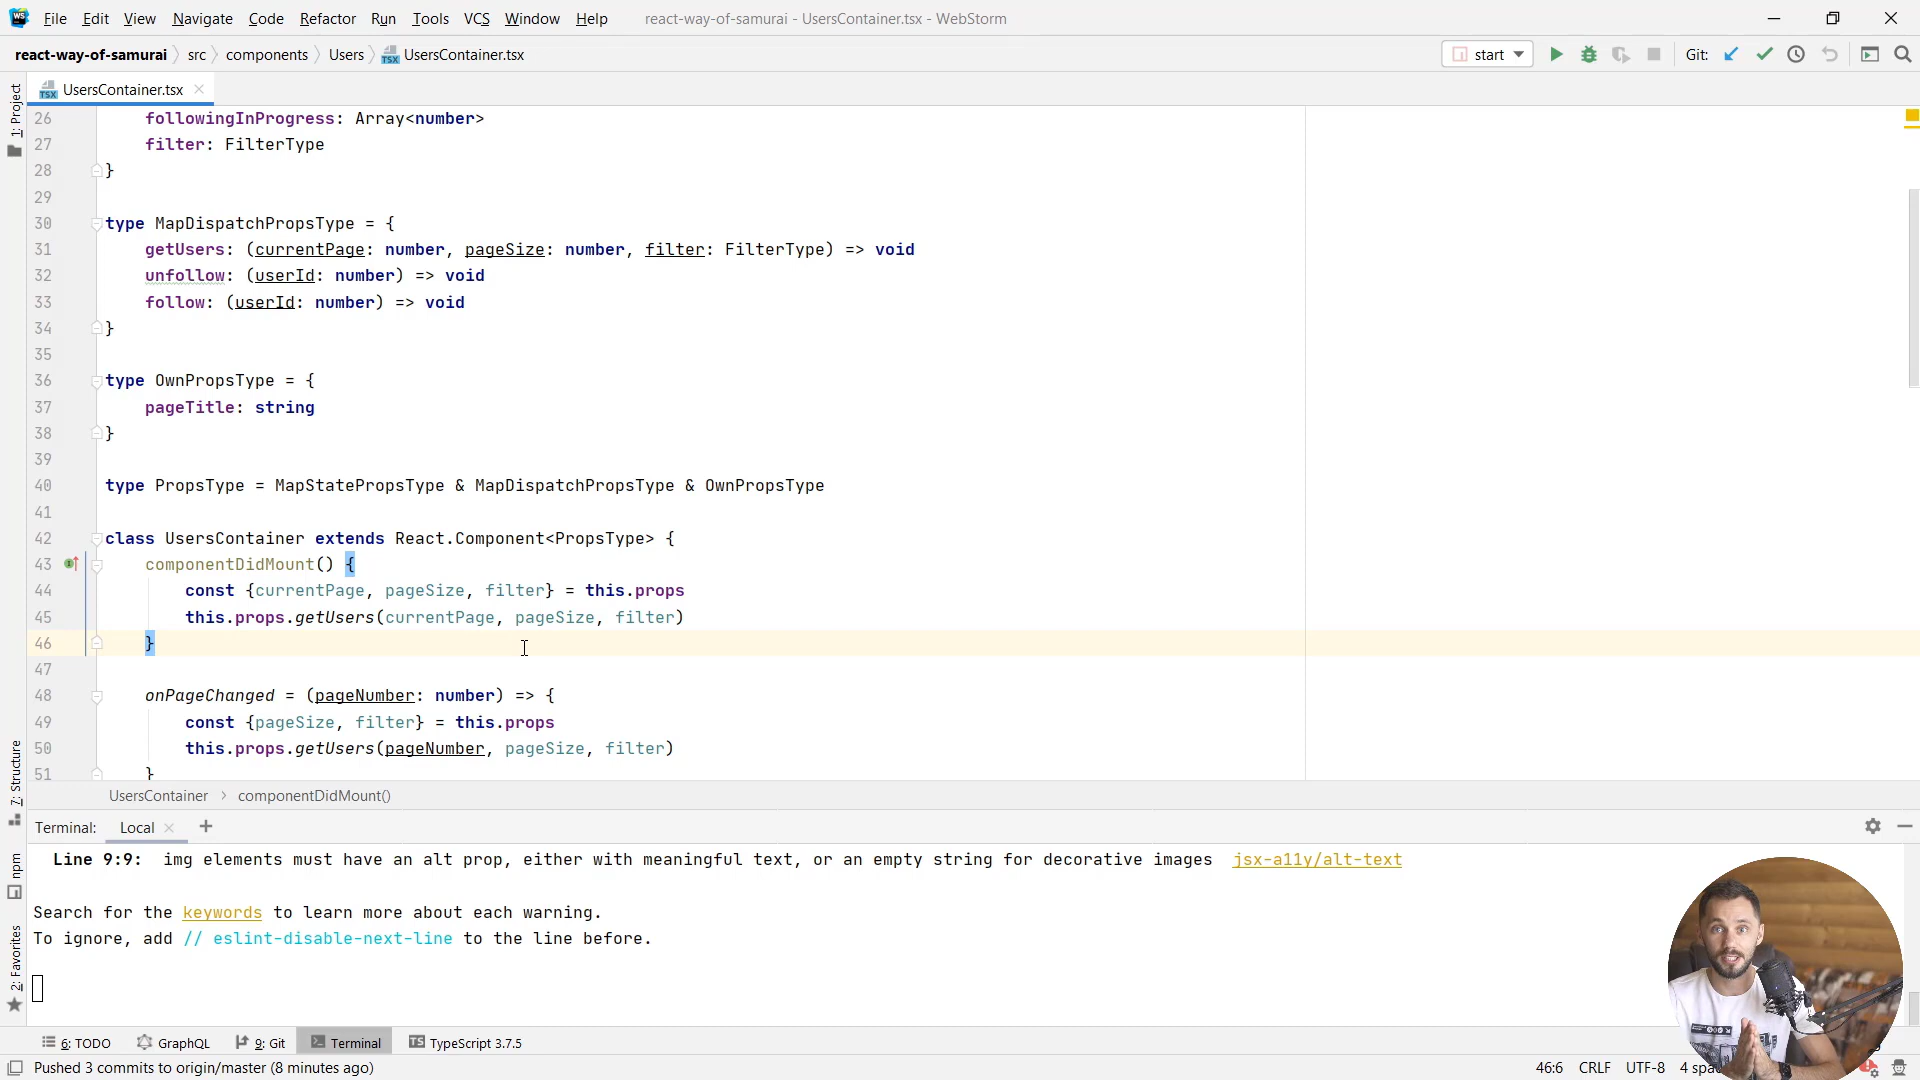 File Edit View Navigate Code Refactor Run Tools VCS Window Help react-way-of-samurai - UsersContainer.tsx - WebStorm
react-way-of-samurai src components Users UsersContainer.tsx start Git:
UsersContainer.tsx
1: Project
26 followingInProgress: Array<number>
27 filter: FilterType
28 }
29
30 type MapDispatchPropsType = {
31 getUsers: (currentPage: number, pageSize: number, filter: FilterType) => void
32 unfollow: (userId: number) => void
33 follow: (userId: number) => void
34 }
35
36 type OwnPropsType = {
37 pageTitle: string
38 }
39
40 type PropsType = MapStatePropsType & MapDispatchPropsType & OwnPropsType
41
42 class UsersContainer extends React.Component<PropsType> {
43 componentDidMount() {
44 const {currentPage, pageSize, filter} = this.props
45 this.props.getUsers(currentPage, pageSize, filter)
46 }
47
48 onPageChanged = (pageNumber: number) => {
49 const {pageSize, filter} = this.props
50 this.props.getUsers(pageNumber, pageSize, filter)
51 }
7: Structure
UsersContainer > componentDidMount()
Terminal: Local +
npm
2: Favorites
Line 9:9: img elements must have an alt prop, either with meaningful text, or an empty string for decorative images jsx-a11y/alt-text
Search for the keywords to learn more about each warning.
To ignore, add // eslint-disable-next-line to the line before.
6: TODO GraphQL 9: Git Terminal TypeScript 3.7.5
Pushed 3 commits to origin/master (8 minutes ago) 46:6 CRLF UTF-8 4